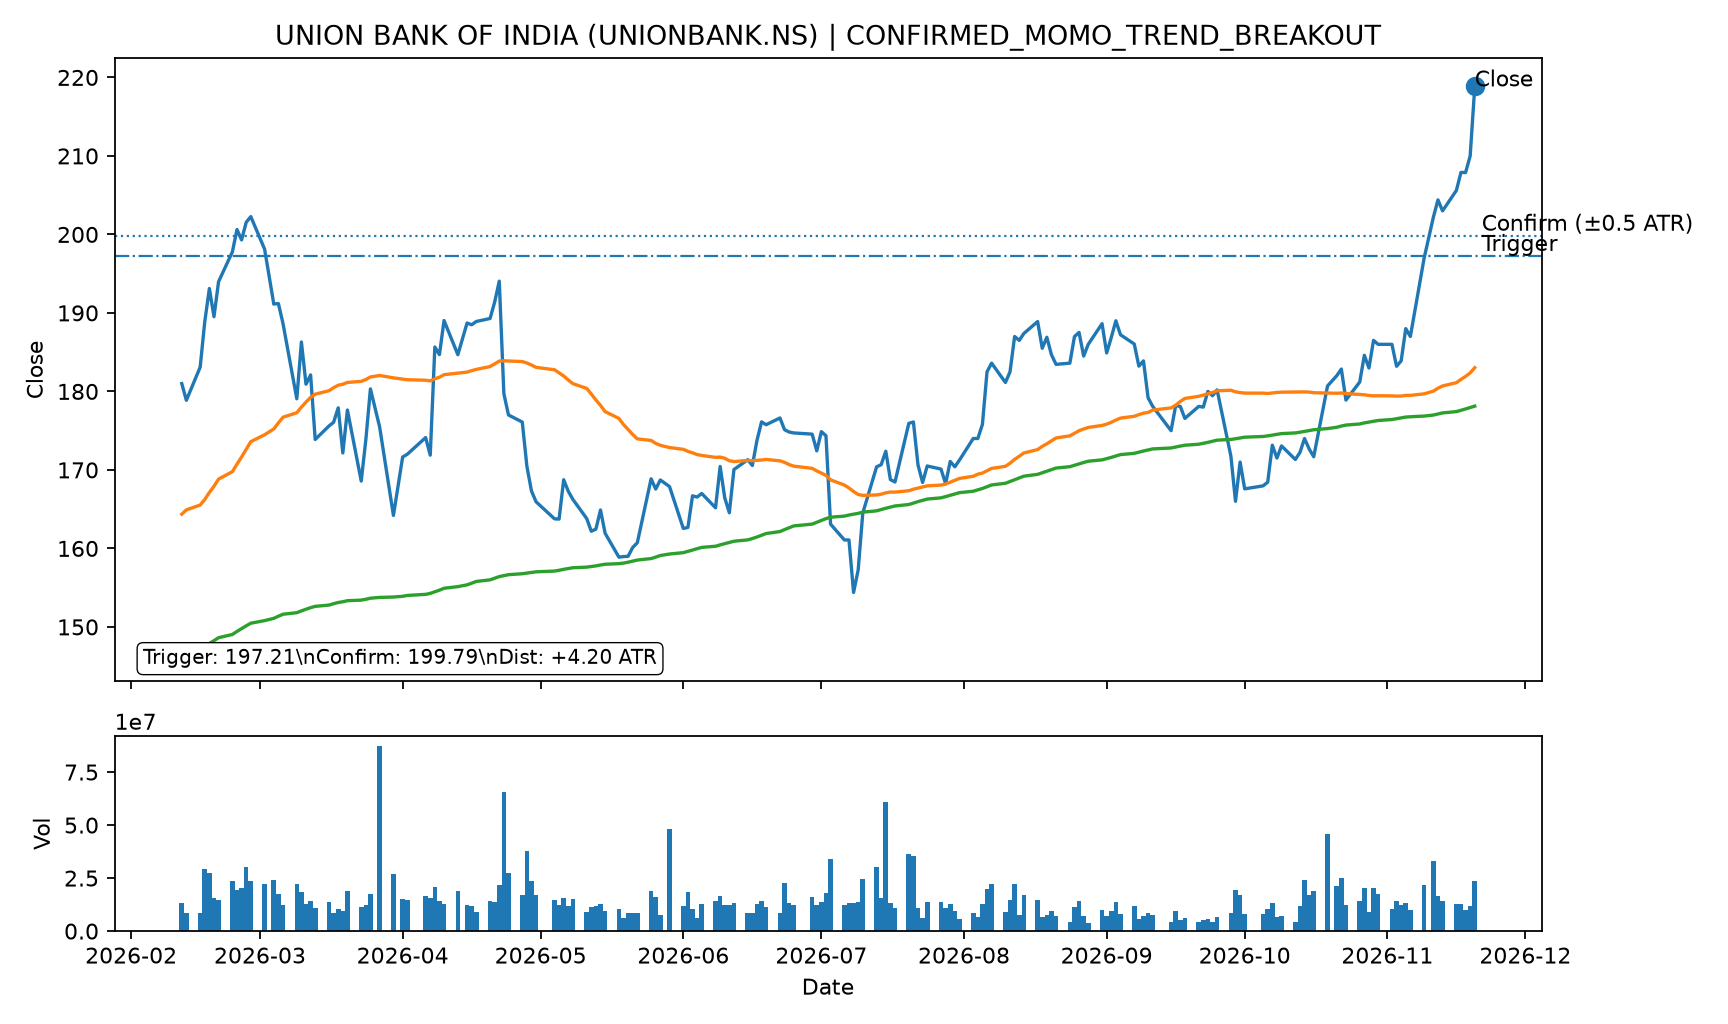 UNION BANK OF INDIA (UNIONBANK.NS) | CONFIRMED_MOMO_TREND_BREAKOUT
Close
220
210
200
190
180
170
160
150
Close
Confirm (±0.5 ATR)
Trigger
Trigger: 197.21\nConfirm: 199.79\nDist: +4.20 ATR
1e7
Vol
7.5
5.0
2.5
0.0
2026-02 2026-03 2026-04 2026-05 2026-06 2026-07 2026-08 2026-09 2026-10 2026-11 2026-12
Date